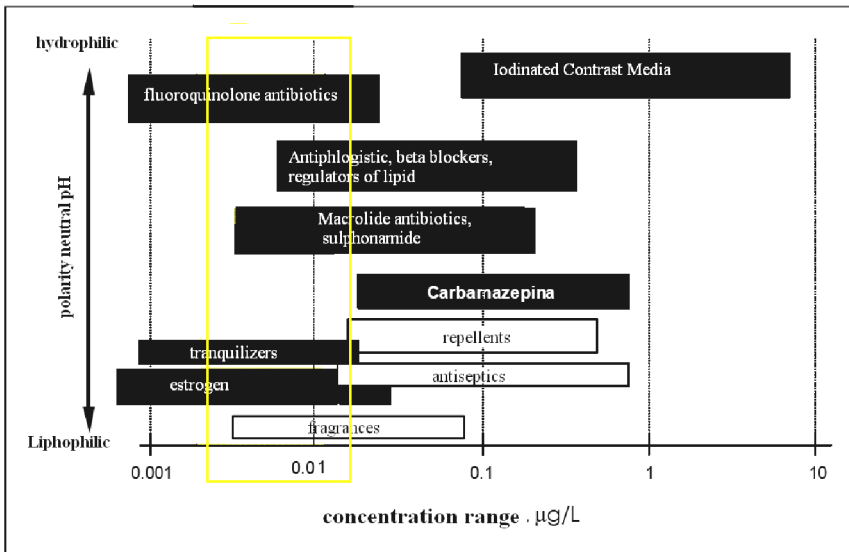 hydrophilic
Iodinated Contrast Media
fluoroquinolone antibiotics
Antiphlogistic, beta blockers,
regulators of lipid
Macrolide antibiotics,
sulphonamide
polarity neutral pH
Carbamazepina
repellents
tranquilizers
antiseptics
estrogen
fragrances
Liphophilic
0.001 0.01 0.1 1 10
concentration range . µg/L